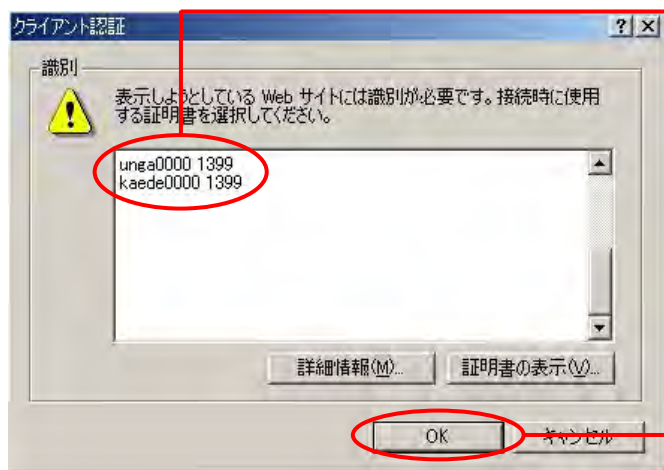 クライアント認証
識別
表示しようとしている Web サイトには識別が必要です。接続時に使用
する証明書を選択してください。
unga0000 1399
kaede0000 1399
詳細情報(M)...
証明書の表示(V)...
OK
キャンセル